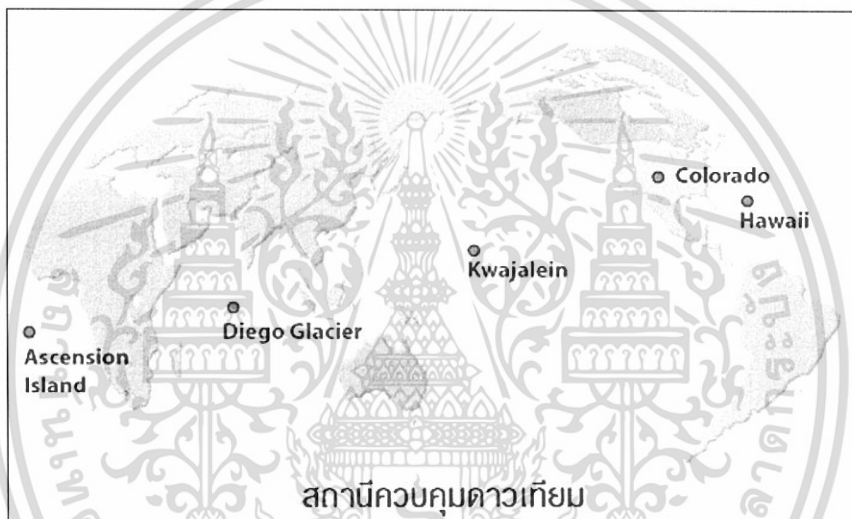 Colorado
Hawaii
Kwajalein
Diego Glacier
Ascension
Island
สถานีควบคุมดาวเทียม